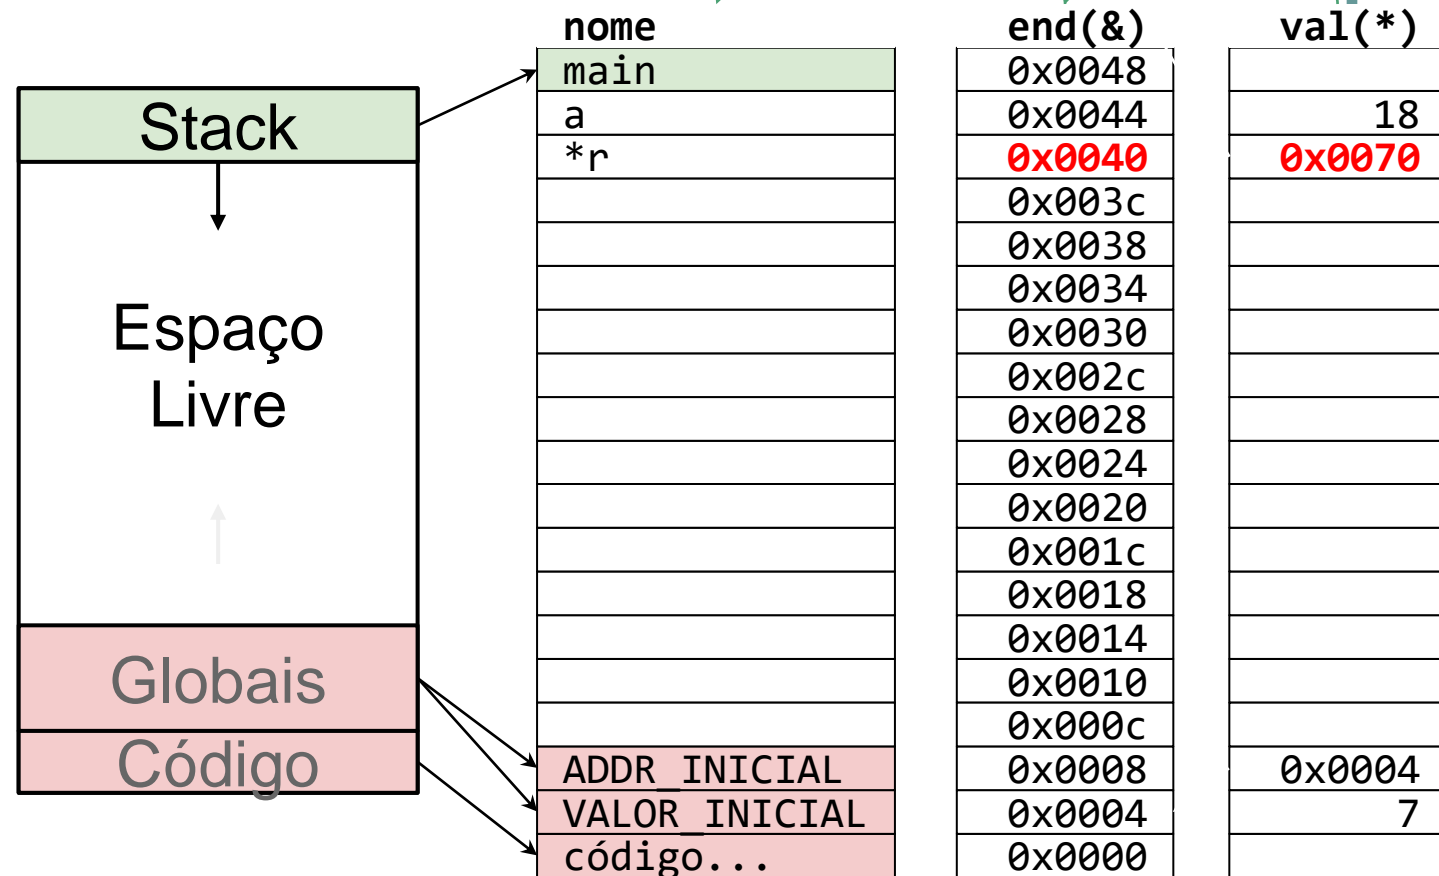 nome end(&) val(*)
main 0x0048
Stack
a 0x0044 18
*r 0x0040 0x0070
0x003c
0x0038
0x0034
Espaço
Livre
0x0030
0x002c
0x0028
0x0024
0x0020
0x001c
0x0018
0x0014
Globais
0x0010
0x000c
Código
ADDR_INICIAL 0x0008 0x0004
VALOR_INICIAL 0x0004 7
código... 0x0000